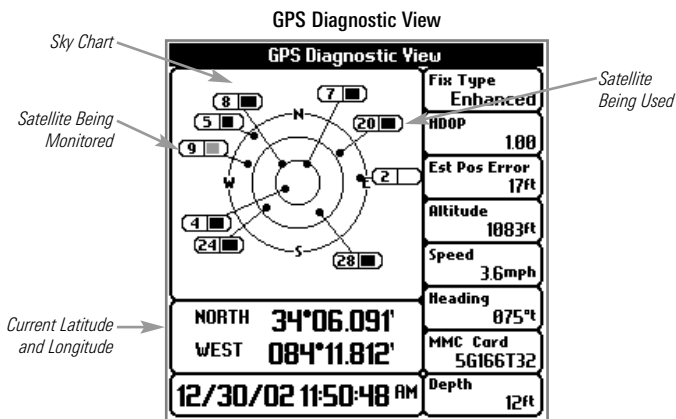 GPS Diagnostic View
Sky Chart
GPS Diagnostic View
Satellite Being Monitored
Satellite Being Used
8
7
5
N
20
9
W
E
2
4
24
S
28
Fix Type
Enhanced
HDOP
1.00
Est Pos Error
17ft
Altitude
1083ft
Speed
3.6mph
Heading
075°t
MMC Card
5G166T32
Depth
12ft
Current Latitude
and Longitude
NORTH 34°06.091'
WEST 084°11.812'
12/30/02 11:50:48 AM